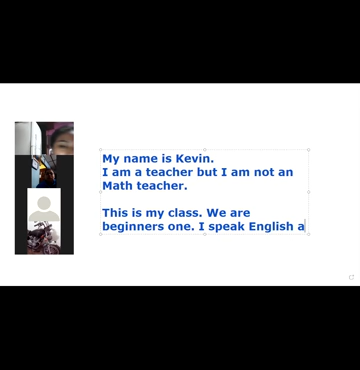 My name is Kevin.
I am a teacher but I am not an
Math teacher.
This is my class. We are
beginners one. I speak English a